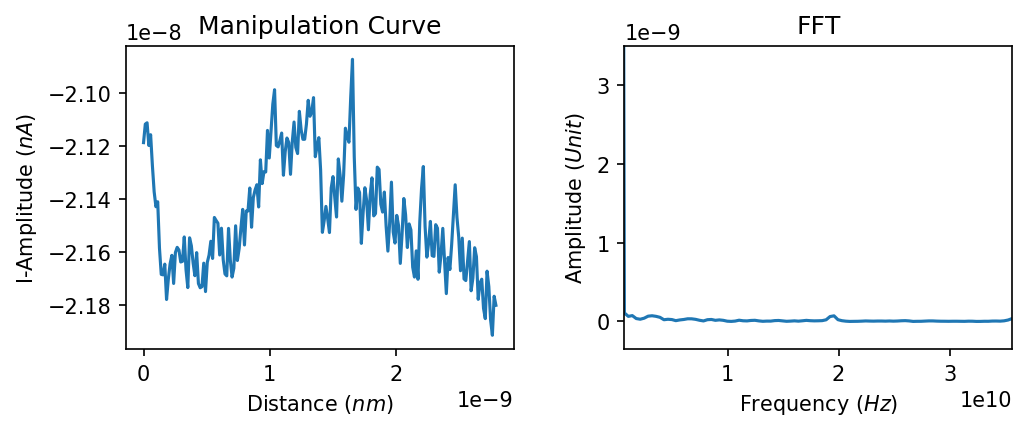 Manipulation Curve
1e−8
−2.10
−2.12
−2.14
−2.16
−2.18
I-Amplitude (nA)
0
1
2
1e−9
Distance (nm)
FFT
1e−9
3
2
1
0
Amplitude (Unit)
1
2
3
1e10
Frequency (Hz)